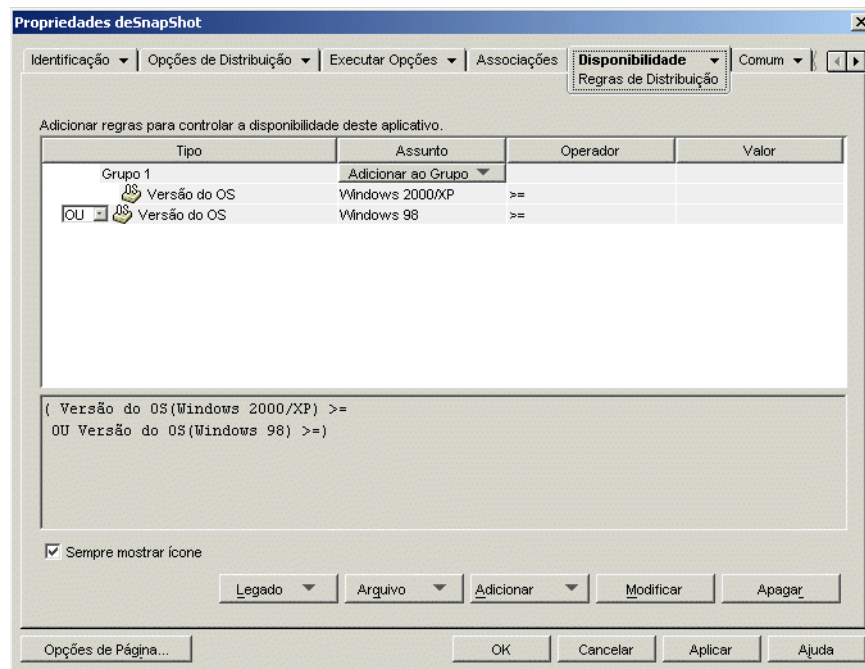 Propriedades deSnapShot
Identificação Opções de Distribuição Executar Opções Associações Disponibilidade Comum
Regras de Distribuição
Adicionar regras para controlar a disponibilidade deste aplicativo.
Tipo Assunto Operador Valor
Grupo 1 Adicionar ao Grupo
Versão do OS Windows 2000/XP >=
OU Versão do OS Windows 98 >=
( Versão do OS(Windows 2000/XP) >=
OU Versão do OS(Windows 98) >=)
Sempre mostrar ícone
Legado Arquivo Adicionar Modificar Apagar
Opções de Página... OK Cancelar Aplicar Ajuda